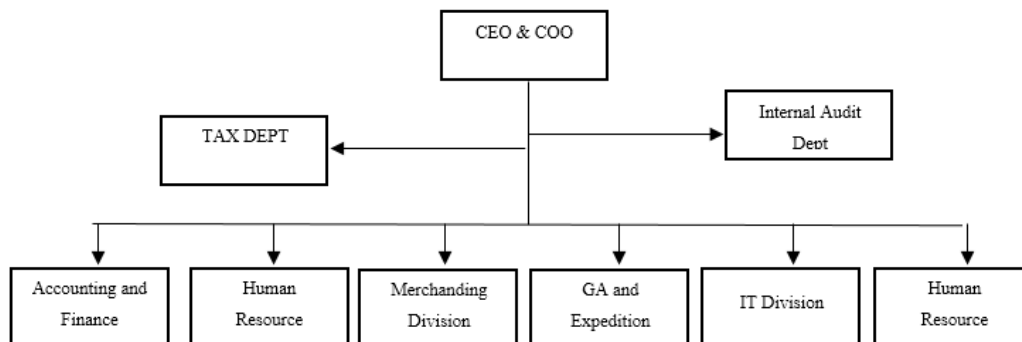 CEO & COO
TAX DEPT
Internal Audit
Dept
Accounting and
Finance
Human
Resource
Merchanding
Division
GA and
Expedition
IT Division
Human
Resource